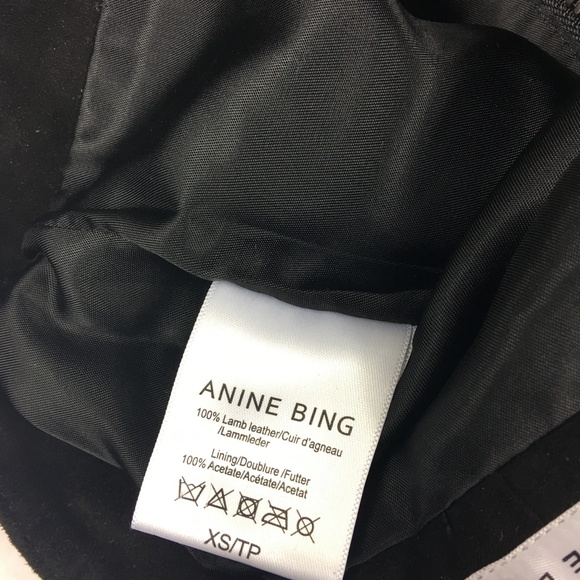 ANINE BING
100% Lamb leather/Cuir d'agneau
/Lammleder
Lining/Doublure/Futter
100% Acetate/Acétate/Acetat
XS/TP